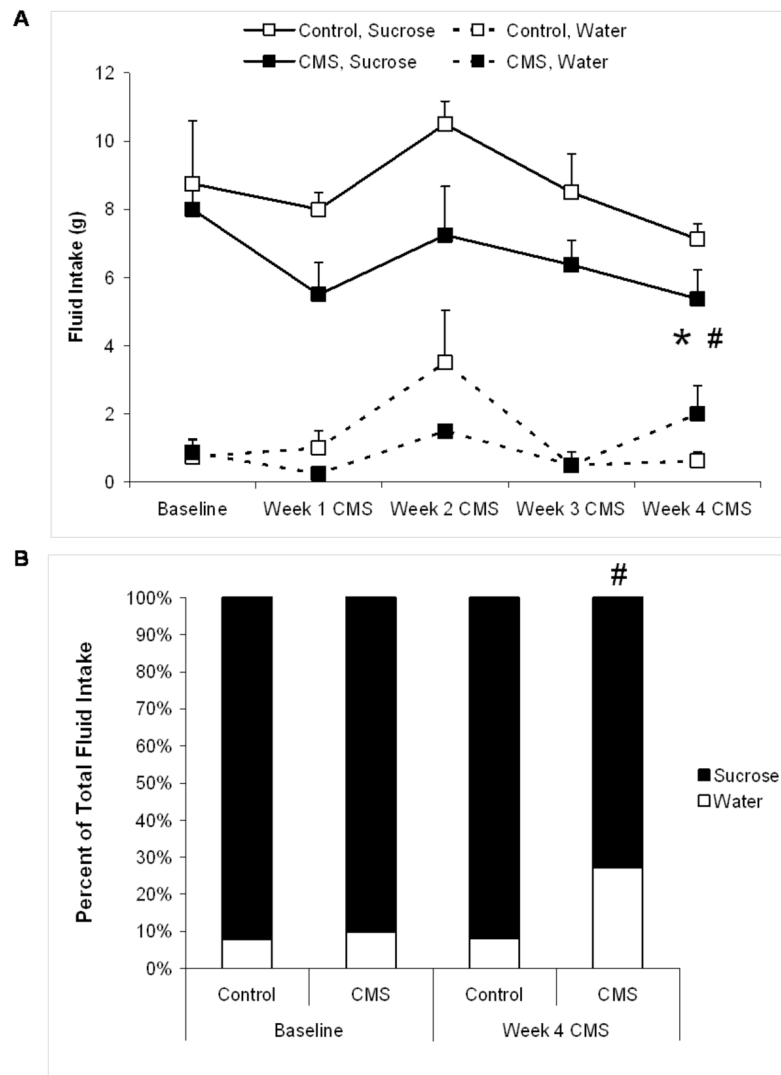 A
Control, Sucrose Control, Water
CMS, Sucrose CMS, Water
12
10
8
6
4
2
0
Fluid Intake (g)
* #
Baseline Week 1 CMS Week 2 CMS Week 3 CMS Week 4 CMS
B
#
100%
90%
80%
70%
60%
50%
40%
30%
20%
10%
0%
Percent of Total Fluid Intake
Sucrose
Water
Control CMS Control CMS
Baseline Week 4 CMS